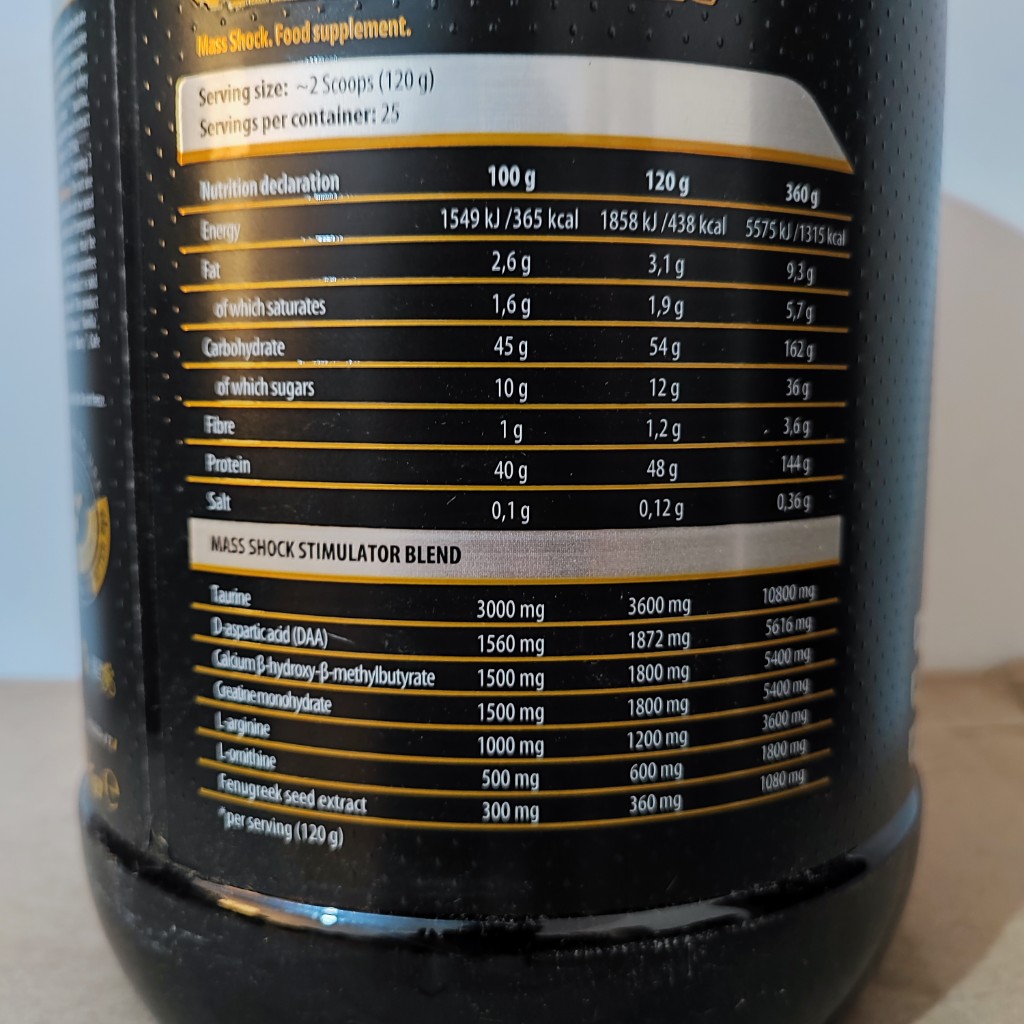 Mass Shock. Food supplement.
Serving size: ~2 Scoops (120 g)
Servings per container: 25
Nutrition declaration 100 g 120 g 360 g
Energy 1549 kJ /365 kcal 1858 kJ /438 kcal 5575 kJ /1315 kcal
Fat 2,6 g 3,1 g 9,3 g
of which saturates 1,6 g 1,9 g 5,7 g
Carbohydrate 45 g 54 g 162 g
of which sugars 10 g 12 g 36 g
Fibre 1 g 1,2 g 3,6 g
Protein 40 g 48 g 144 g
Salt 0,1 g 0,12 g 0,36 g
MASS SHOCK STIMULATOR BLEND
Taurine 3000 mg 3600 mg 10800 mg
D-aspartic acid (DAA) 1560 mg 1872 mg 5616 mg
Calcium β-hydroxy-β-methylbutyrate 1500 mg 1800 mg 5400 mg
Creatine monohydrate 1500 mg 1800 mg 5400 mg
L-arginine 1000 mg 1200 mg 3600 mg
L-ornithine 500 mg 600 mg 1800 mg
Fenugreek seed extract 300 mg 360 mg 1080 mg
*per serving (120 g)